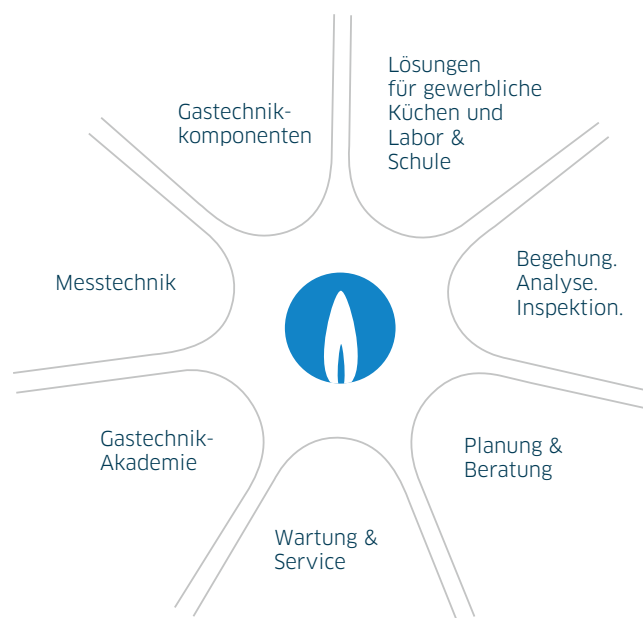 Lösungen
für gewerbliche
Küchen und
Labor &
Schule
Gastechnik-
komponenten
Begehung.
Analyse.
Inspektion.
Messtechnik
Gastechnik-
Akademie
Planung &
Beratung
Wartung &
Service